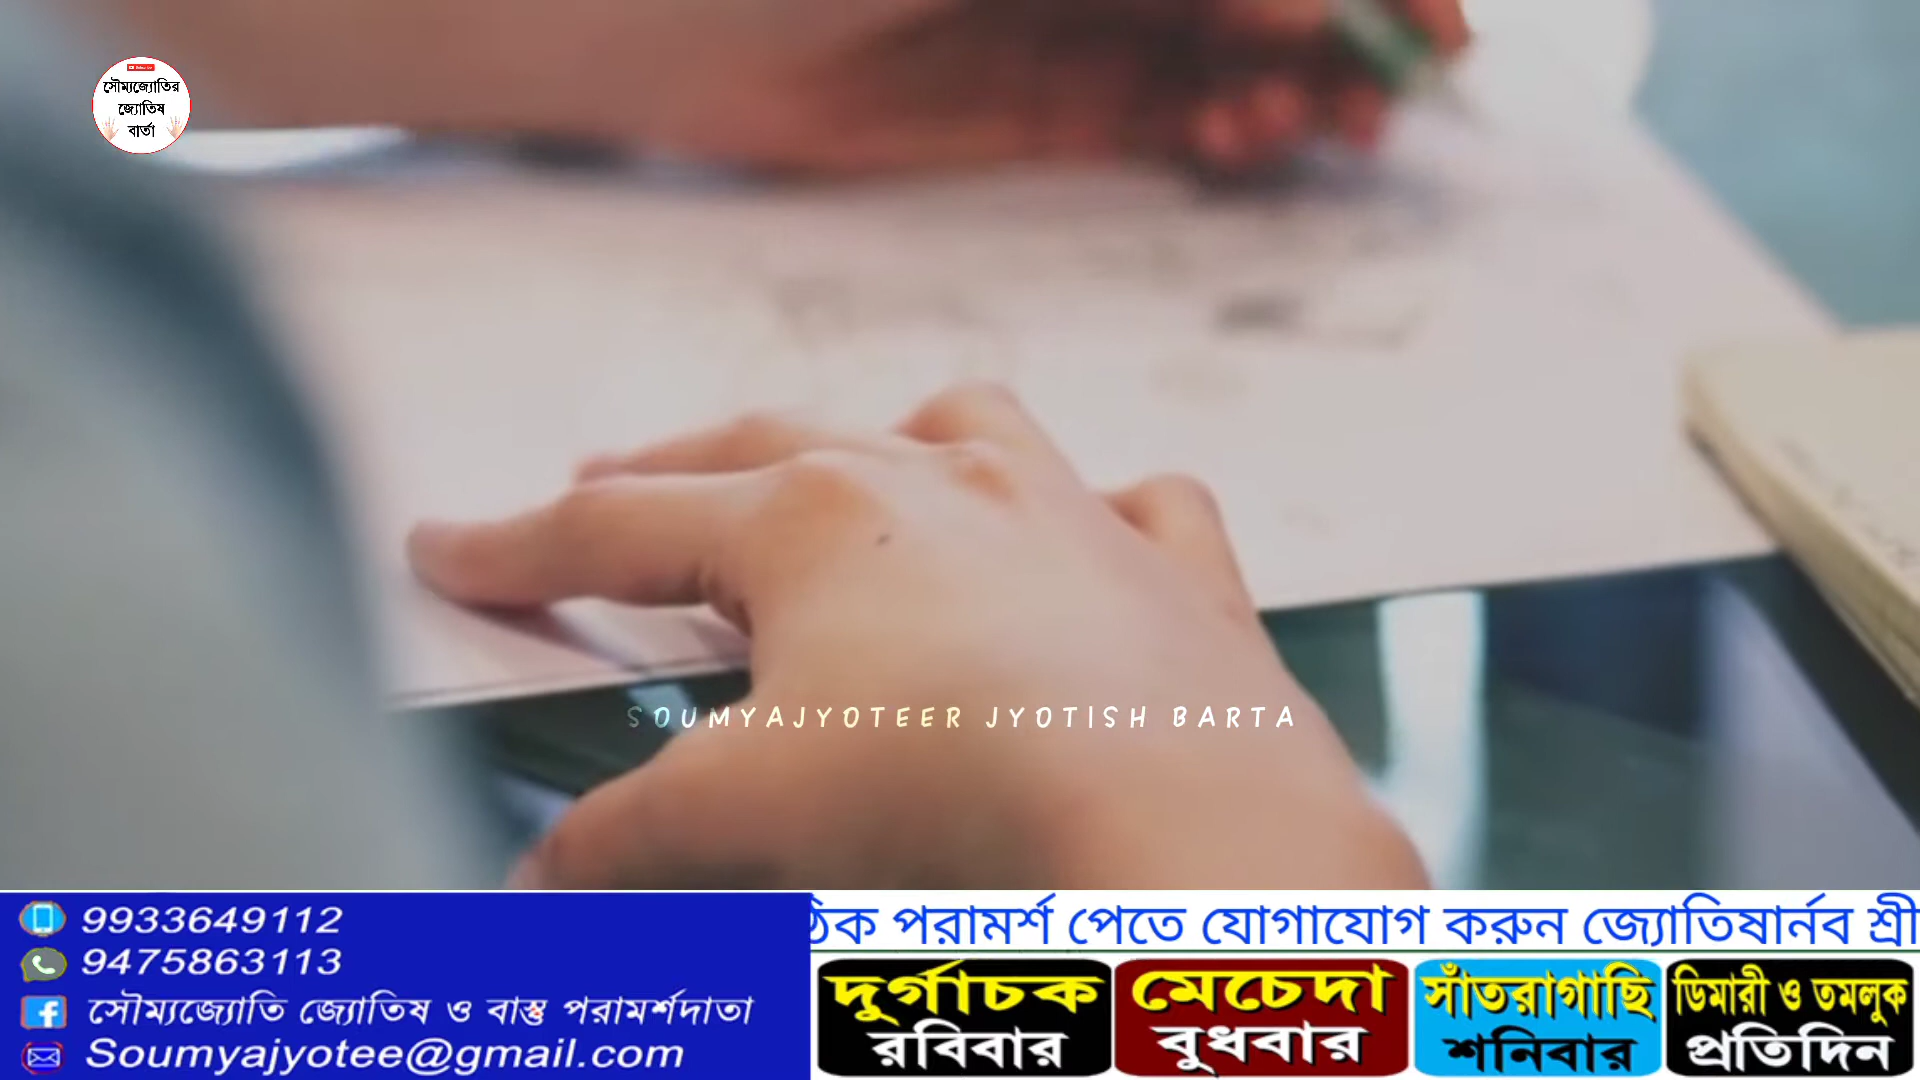 সৌম্যজ্যোতির
জ্যোতিষ
বার্তা
SOUMYAJYOTEER JYOTISH BARTA
9933649112
9475863113
সৌম্যজ্যোতি জ্যোতিষ ও বাস্তু পরামর্শদাতা
Soumyajyotee@gmail.com
ঠিক পরামর্শ পেতে যোগাযোগ করুন জ্যোতিষার্নব শ্রী
দুর্গাচক
রবিবার
মেচেদা
বুধবার
সাঁতরাগাছি
শনিবার
ডিমারী ও তমলুক
প্রতিদিন